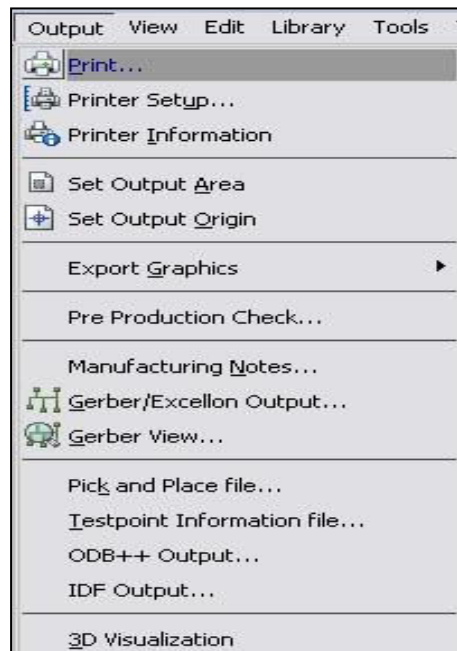 Output View Edit Library Tools
Print...
Printer Setup...
Printer Information
Set Output Area
Set Output Origin
Export Graphics
Pre Production Check...
Manufacturing Notes...
Gerber/Excellon Output...
Gerber View...
Pick and Place file...
Testpoint Information file...
ODB++ Output...
IDF Output...
3D Visualization